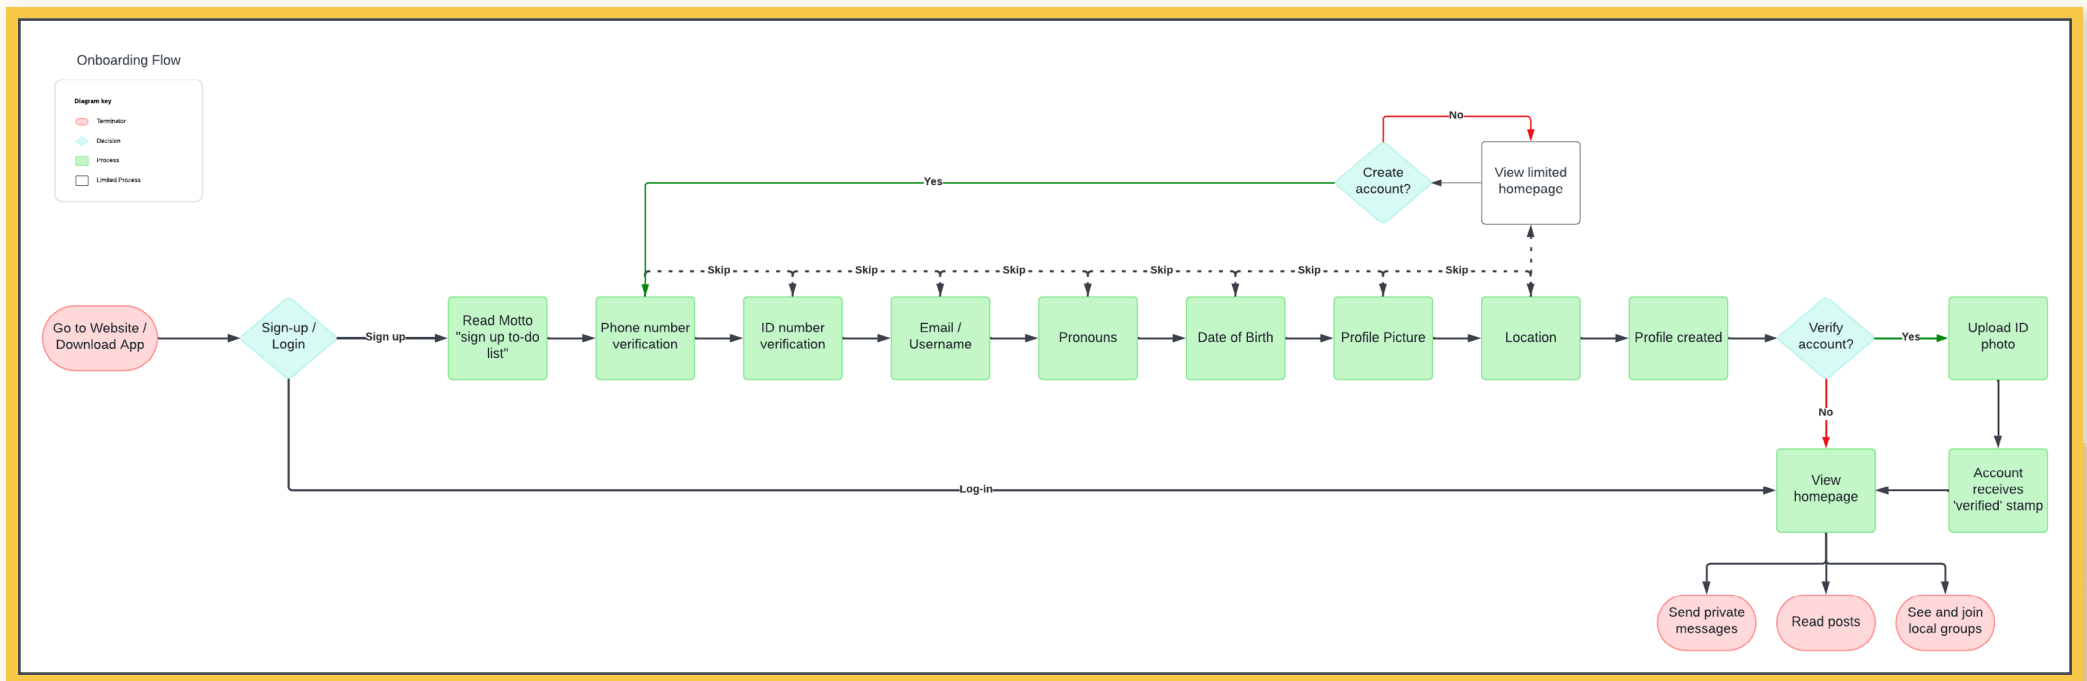 Onboarding Flow
Diagram key
Terminator
Decision
Process
Limited Process
No
Create
account?
View limited
homepage
Yes
Skip
Skip
Skip
Skip
Skip
Skip
Go to Website /
Download App
Sign-up /
Login
Sign up
Read Motto
"sign up to-do
list"
Phone number
verification
ID number
verification
Email /
Username
Pronouns
Date of Birth
Profile Picture
Location
Profile created
Verify
account?
Yes
Upload ID
photo
No
Log-in
View
homepage
Account
receives
'verified' stamp
Send private
messages
Read posts
See and join
local groups